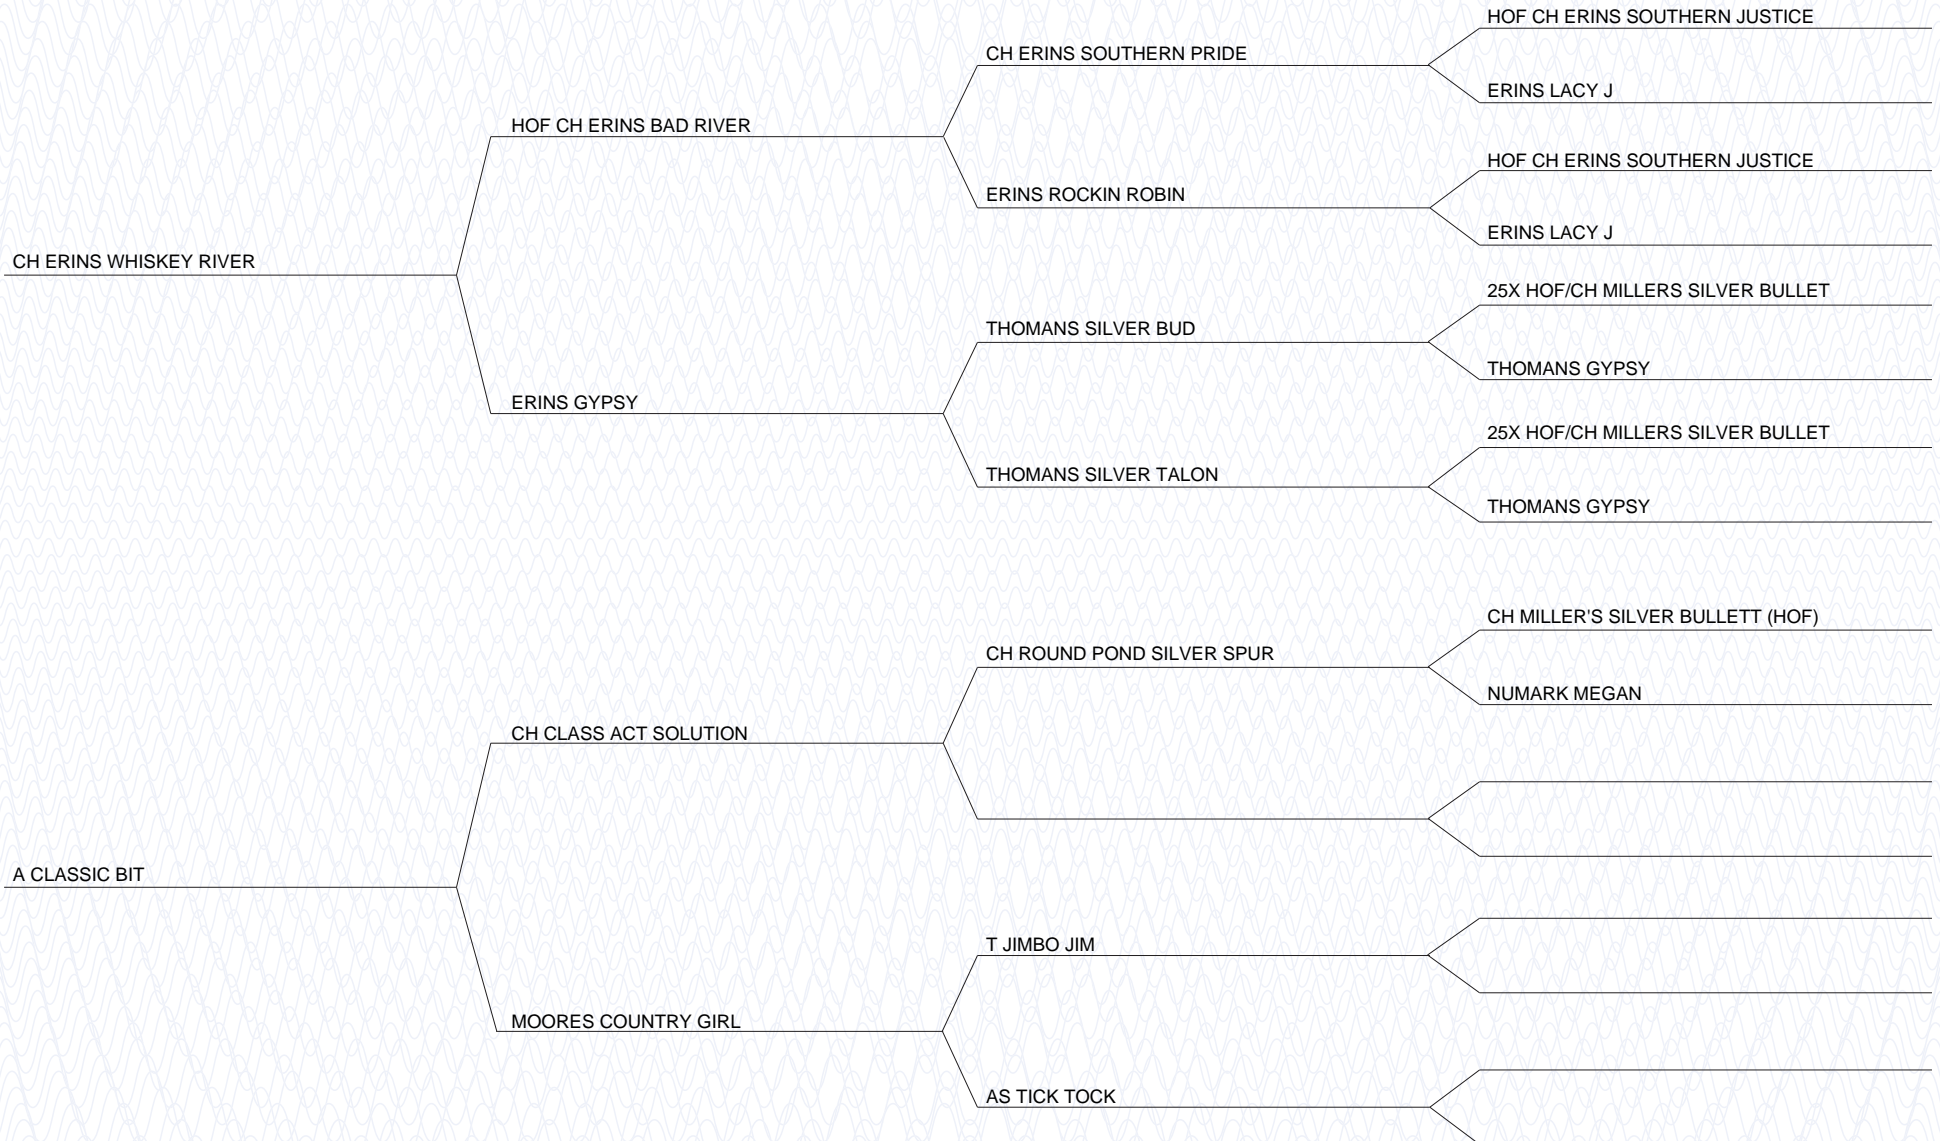 HOF CH ERINS SOUTHERN JUSTICE
CH ERINS SOUTHERN PRIDE
ERINS LACY J
HOF CH ERINS BAD RIVER
HOF CH ERINS SOUTHERN JUSTICE
ERINS ROCKIN ROBIN
ERINS LACY J
CH ERINS WHISKEY RIVER
25X HOF/CH MILLERS SILVER BULLET
THOMANS SILVER BUD
THOMANS GYPSY
ERINS GYPSY
25X HOF/CH MILLERS SILVER BULLET
THOMANS SILVER TALON
THOMANS GYPSY
CH MILLER'S SILVER BULLETT (HOF)
CH ROUND POND SILVER SPUR
NUMARK MEGAN
CH CLASS ACT SOLUTION
A CLASSIC BIT
T JIMBO JIM
MOORES COUNTRY GIRL
AS TICK TOCK